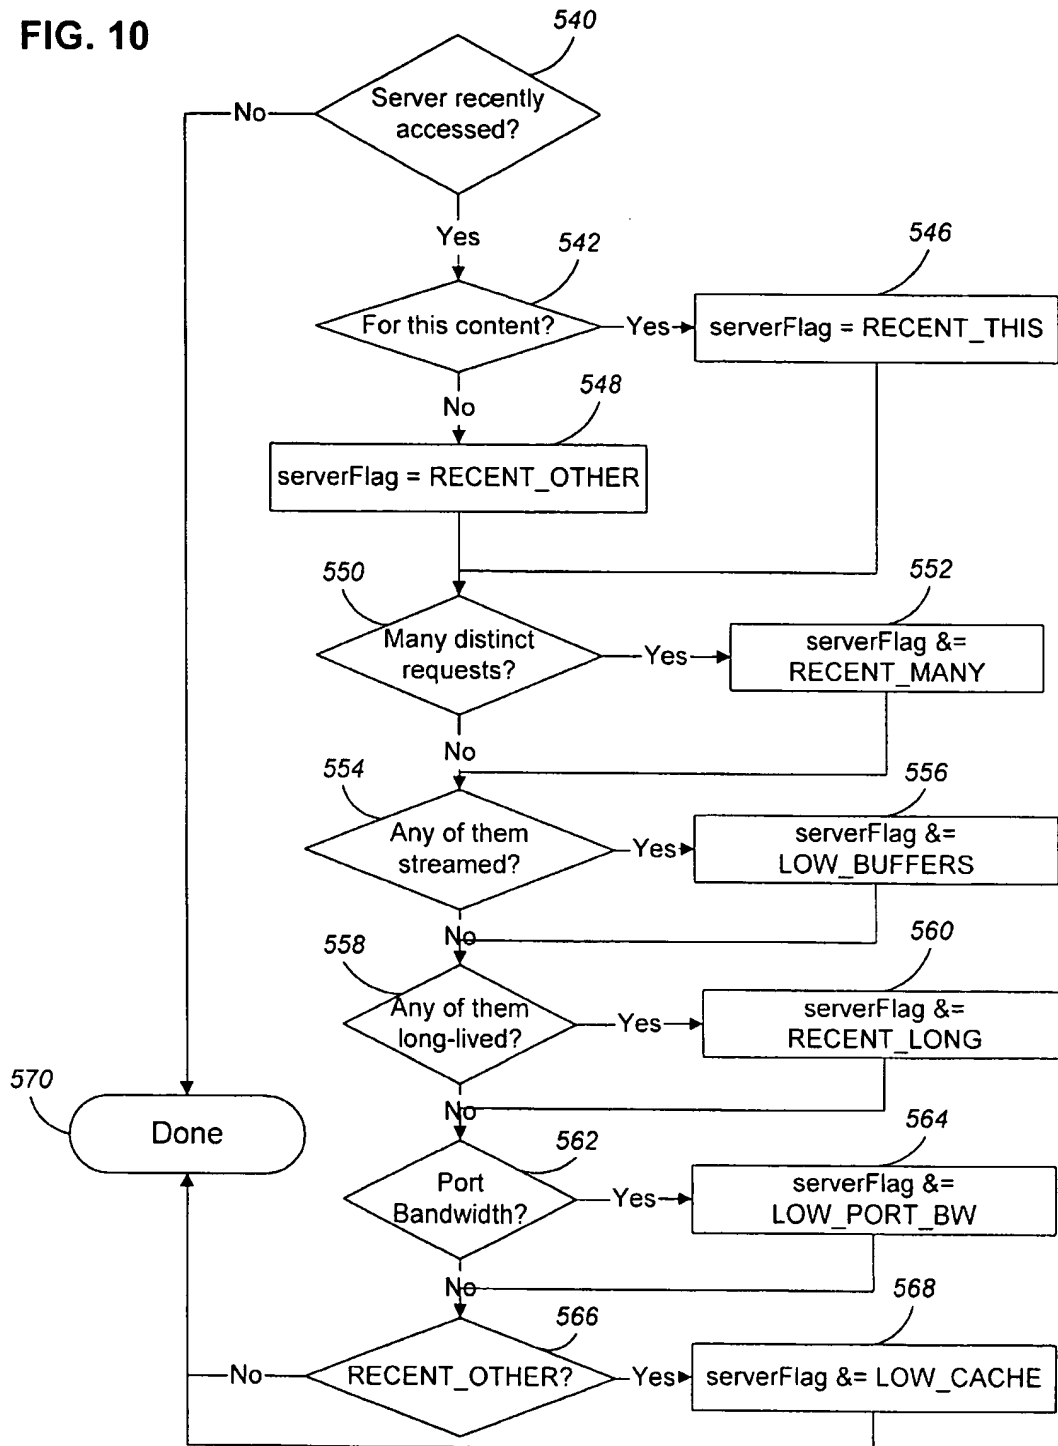 FIG. 10
540
Server recently
accessed?
No
Yes
542
For this content?
Yes
546
serverFlag = RECENT_THIS
No
548
serverFlag = RECENT_OTHER
550
Many distinct
requests?
Yes
552
serverFlag &=
RECENT_MANY
No
554
Any of them
streamed?
Yes
556
serverFlag &=
LOW_BUFFERS
No
558
Any of them
long-lived?
Yes
560
serverFlag &=
RECENT_LONG
570
Done
No
562
Port
Bandwidth?
Yes
564
serverFlag &=
LOW_PORT_BW
No
566
RECENT_OTHER?
No
Yes
568
serverFlag &= LOW_CACHE